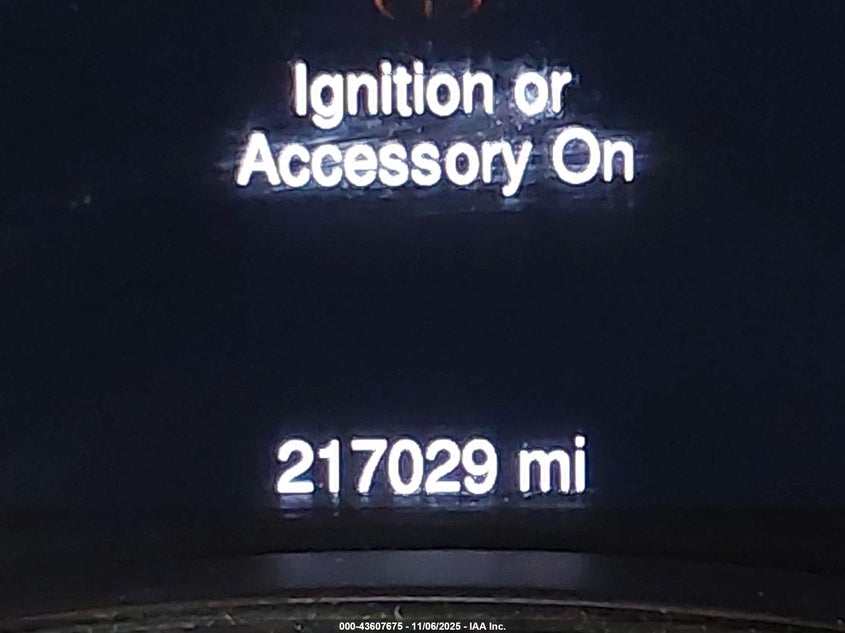 Ignition or
Accessory On
217029 mi
000-43607675 - 11/06/2025 - IAA Inc.